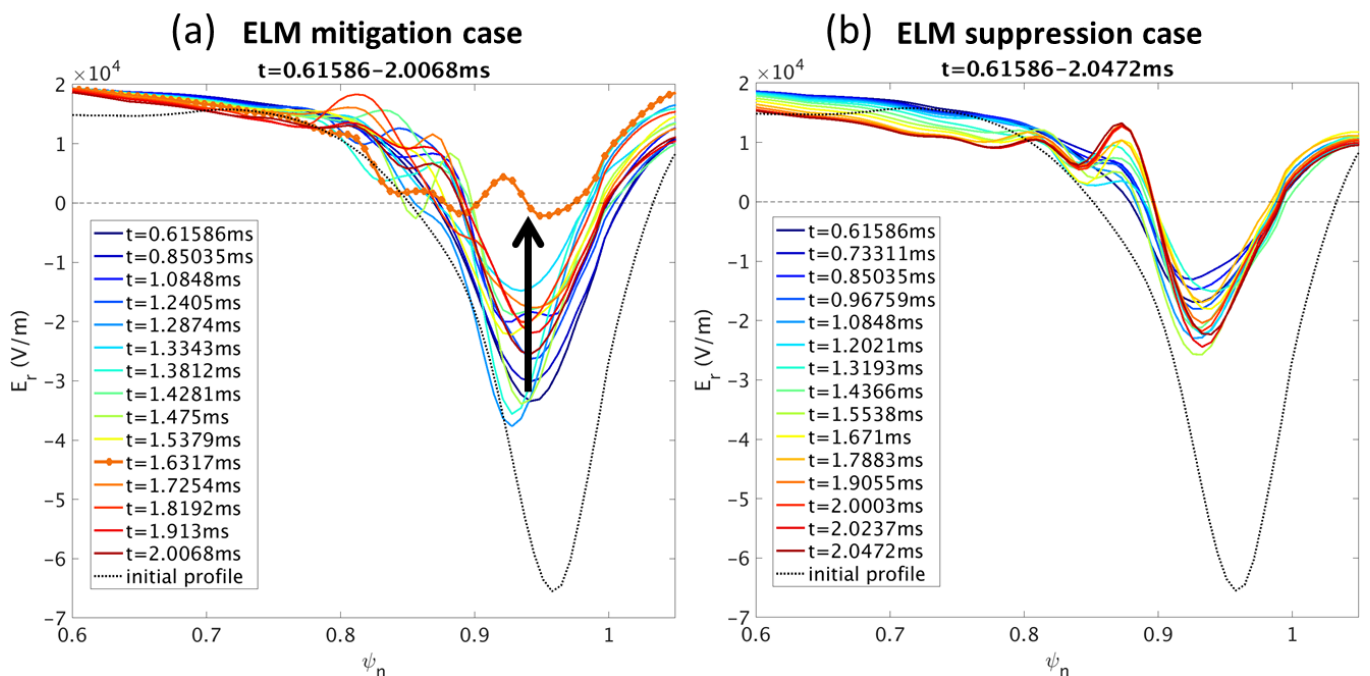 (a) ELM mitigation case
t=0.61586-2.0068ms
×10⁴
2
1
0
-1
-2
-3
-4
-5
-6
-7
E_r (V/m)
t=0.61586ms
t=0.85035ms
t=1.0848ms
t=1.2405ms
t=1.2874ms
t=1.3343ms
t=1.3812ms
t=1.4281ms
t=1.475ms
t=1.5379ms
t=1.6317ms
t=1.7254ms
t=1.8192ms
t=1.913ms
t=2.0068ms
initial profile
0.6 0.7 0.8 0.9 1
ψ_n
(b) ELM suppression case
t=0.61586-2.0472ms
×10⁴
2
1
0
-1
-2
-3
-4
-5
-6
-7
E_r (V/m)
t=0.61586ms
t=0.73311ms
t=0.85035ms
t=0.96759ms
t=1.0848ms
t=1.2021ms
t=1.3193ms
t=1.4366ms
t=1.5538ms
t=1.671ms
t=1.7883ms
t=1.9055ms
t=2.0003ms
t=2.0237ms
t=2.0472ms
initial profile
0.6 0.7 0.8 0.9 1
ψ_n